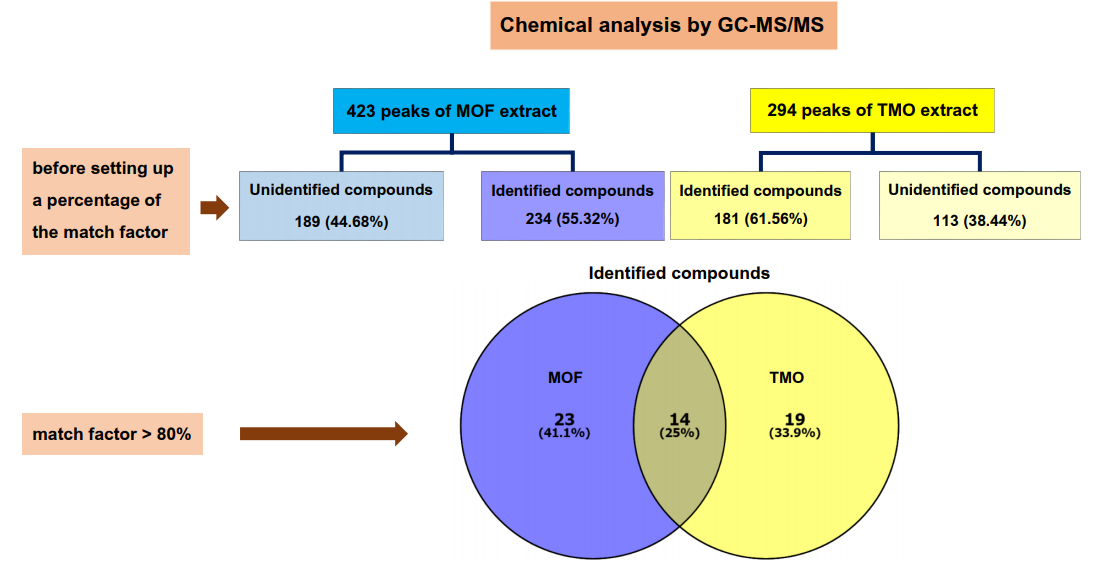 Chemical analysis by GC-MS/MS
423 peaks of MOF extract
294 peaks of TMO extract
before setting up
a percentage of
the match factor
Unidentified compounds
189 (44.68%)
Identified compounds
234 (55.32%)
Identified compounds
181 (61.56%)
Unidentified compounds
113 (38.44%)
Identified compounds
MOF
TMO
23
(41.1%)
14
(25%)
19
(33.9%)
match factor > 80%